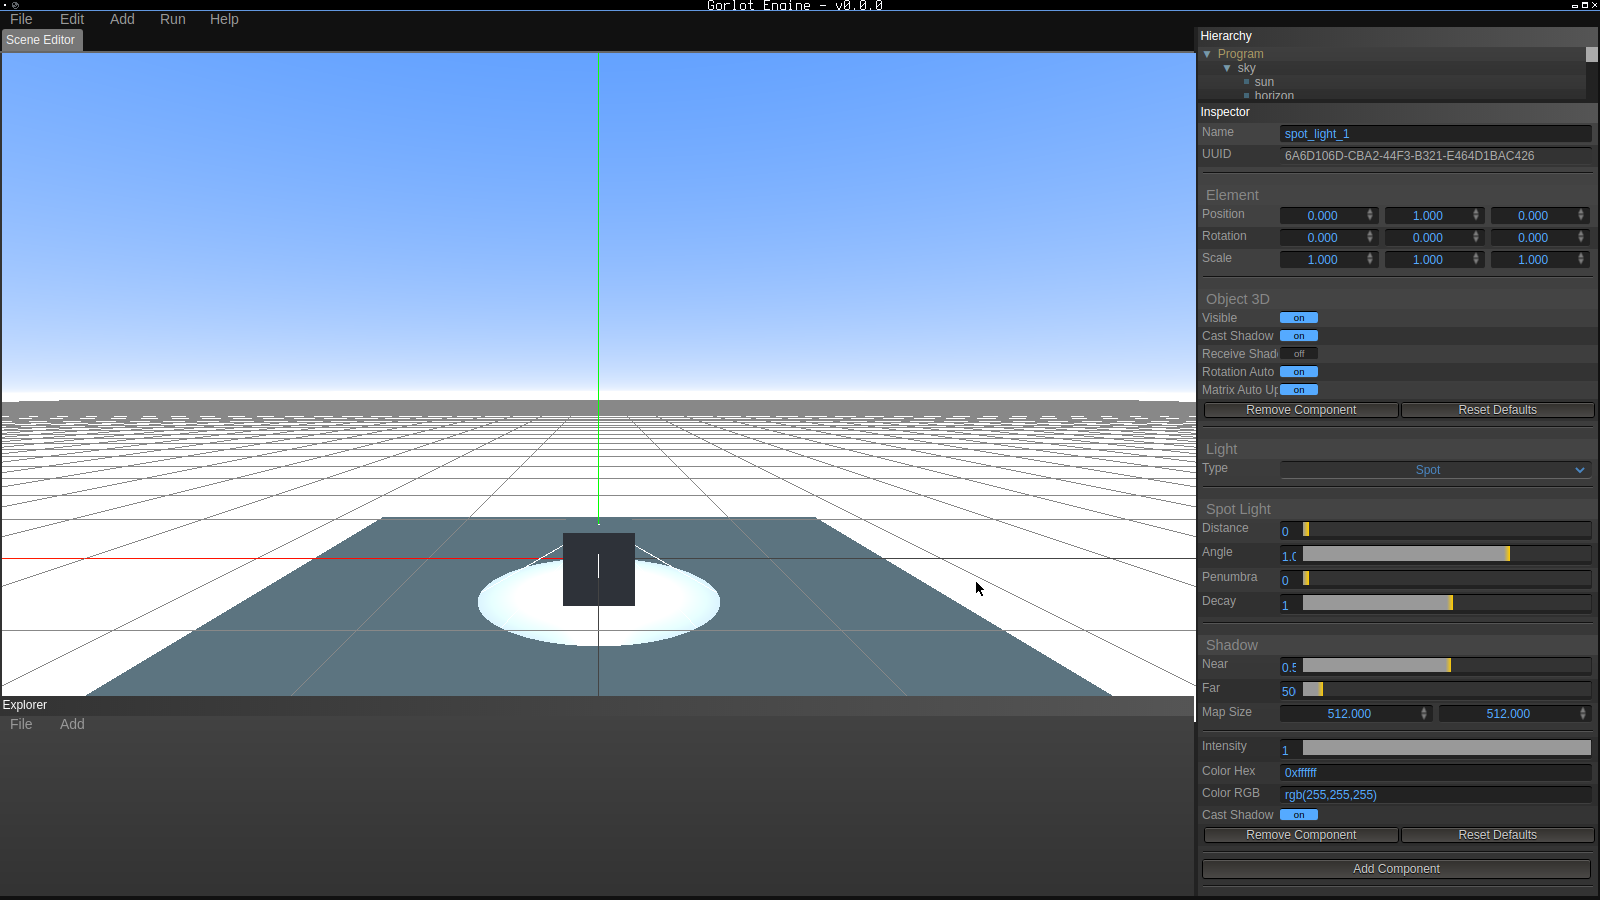 Gorlot Engine - v0.0.0
File Edit Add Run Help
Scene Editor
Hierarchy
Program
sky
sun
horizon
Inspector
Name spot_light_1
UUID 6A6D106D-CBA2-44F3-B321-E464D1BAC426
Element
Position 0.000 1.000 0.000
Rotation 0.000 0.000 0.000
Scale 1.000 1.000 1.000
Object 3D
Visible on
Cast Shadow on
Receive Shad off
Rotation Auto on
Matrix Auto Up on
Remove Component Reset Defaults
Light
Type Spot
Spot Light
Distance 0
Angle 1.0
Penumbra 0
Decay 1
Shadow
Near 0.5
Far 50
Map Size 512.000 512.000
Intensity 1
Color Hex 0xffffff
Color RGB rgb(255,255,255)
Cast Shadow on
Remove Component Reset Defaults
Add Component
Explorer
File Add